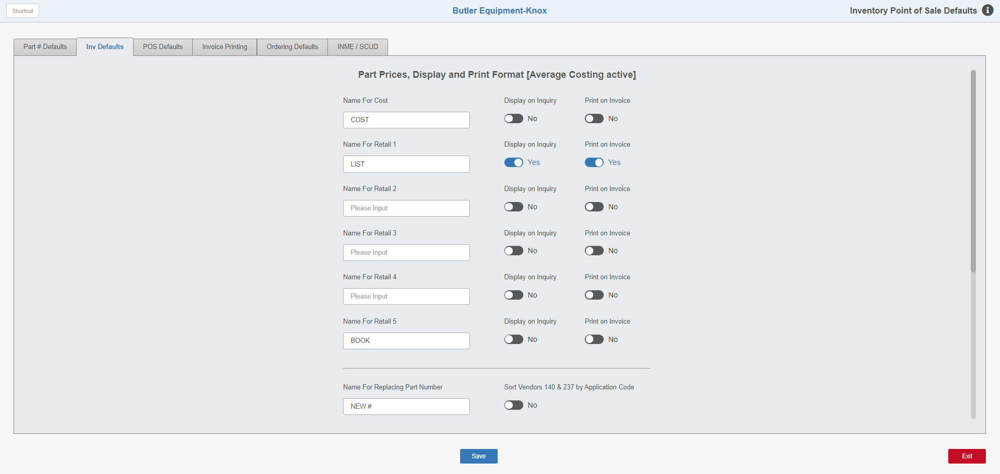 Shortcut
Butler Equipment-Knox
Inventory Point of Sale Defaults
Part # Defaults
Inv Defaults
POS Defaults
Invoice Printing
Ordering Defaults
INME / SCUD
Part Prices, Display and Print Format [Average Costing active]
Name For Cost
Display on Inquiry
Print on Invoice
COST
No
No
Name For Retail 1
Display on Inquiry
Print on Invoice
LIST
Yes
Yes
Name For Retail 2
Display on Inquiry
Print on Invoice
Please Input
No
No
Name For Retail 3
Display on Inquiry
Print on Invoice
Please Input
No
No
Name For Retail 4
Display on Inquiry
Print on Invoice
Please Input
No
No
Name For Retail 5
Display on Inquiry
Print on Invoice
BOOK
No
No
Name For Replacing Part Number
Sort Vendors 140 & 237 by Application Code
NEW #
No
Save
Exit